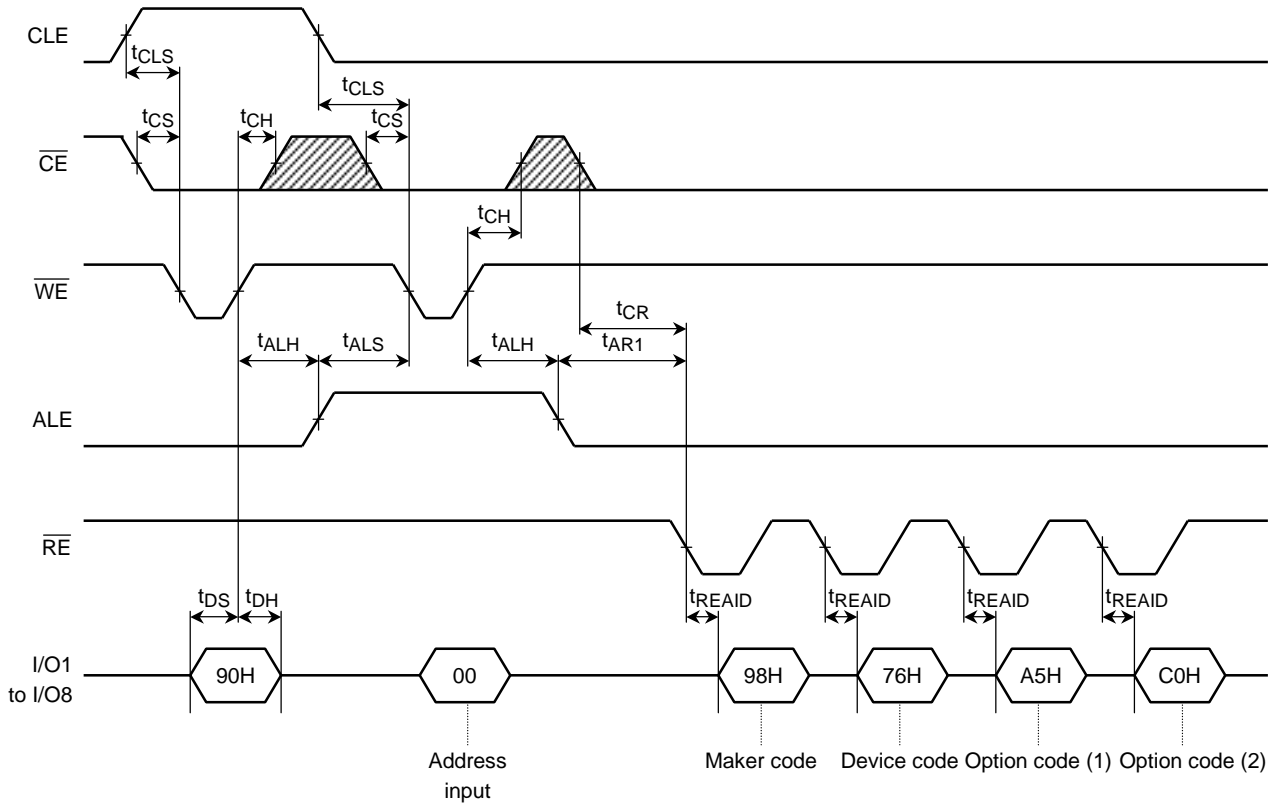 CLE
tCLS
tCLS
tCS
tCH
tCS
CE
tCH
WE
tCR
tALH
tALS
tALH
tAR1
ALE
RE
tDS
tDH
tREAID
tREAID
tREAID
tREAID
I/O1
to I/O8
90H
00
98H
76H
A5H
C0H
Address
input
Maker code
Device code
Option code (1)
Option code (2)